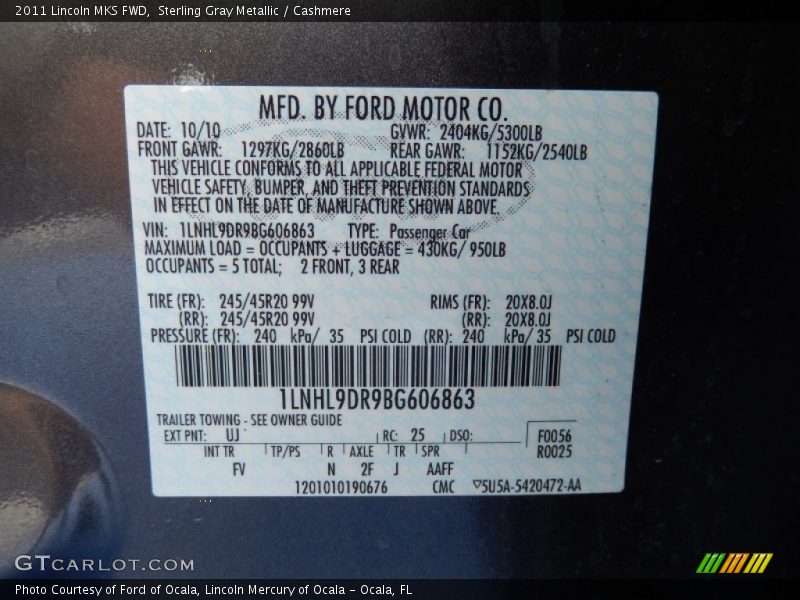 2011 Lincoln MKS FWD, Sterling Gray Metallic / Cashmere
MFD. BY FORD MOTOR CO.
DATE: 10/10 GVWR: 2404KG/5300LB
FRONT GAWR: 1297KG/2860LB REAR GAWR: 1152KG/2540LB
THIS VEHICLE CONFORMS TO ALL APPLICABLE FEDERAL MOTOR
VEHICLE SAFETY, BUMPER, AND THEFT PREVENTION STANDARDS
IN EFFECT ON THE DATE OF MANUFACTURE SHOWN ABOVE.
VIN: 1LNHL9DR9BG606863 TYPE: Passenger Car
MAXIMUM LOAD = OCCUPANTS + LUGGAGE = 430KG/ 950LB
OCCUPANTS = 5 TOTAL; 2 FRONT, 3 REAR
TIRE (FR): 245/45R20 99V RIMS (FR): 20X8.0J
(RR): 245/45R20 99V (RR): 20X8.0J
PRESSURE (FR): 240 kPa/ 35 PSI COLD (RR): 240 kPa/ 35 PSI COLD
1LNHL9DR9BG606863
TRAILER TOWING - SEE OWNER GUIDE
EXT PNT: UJ RC: 25 DSO: F0056
INT TR TP/PS R AXLE TR SPR R0025
FV N 2F J AAFF
1201010190676 CMC ▽5U5A-5420472-AA
GTCARLOT.COM
Photo Courtesy of Ford of Ocala, Lincoln Mercury of Ocala - Ocala, FL